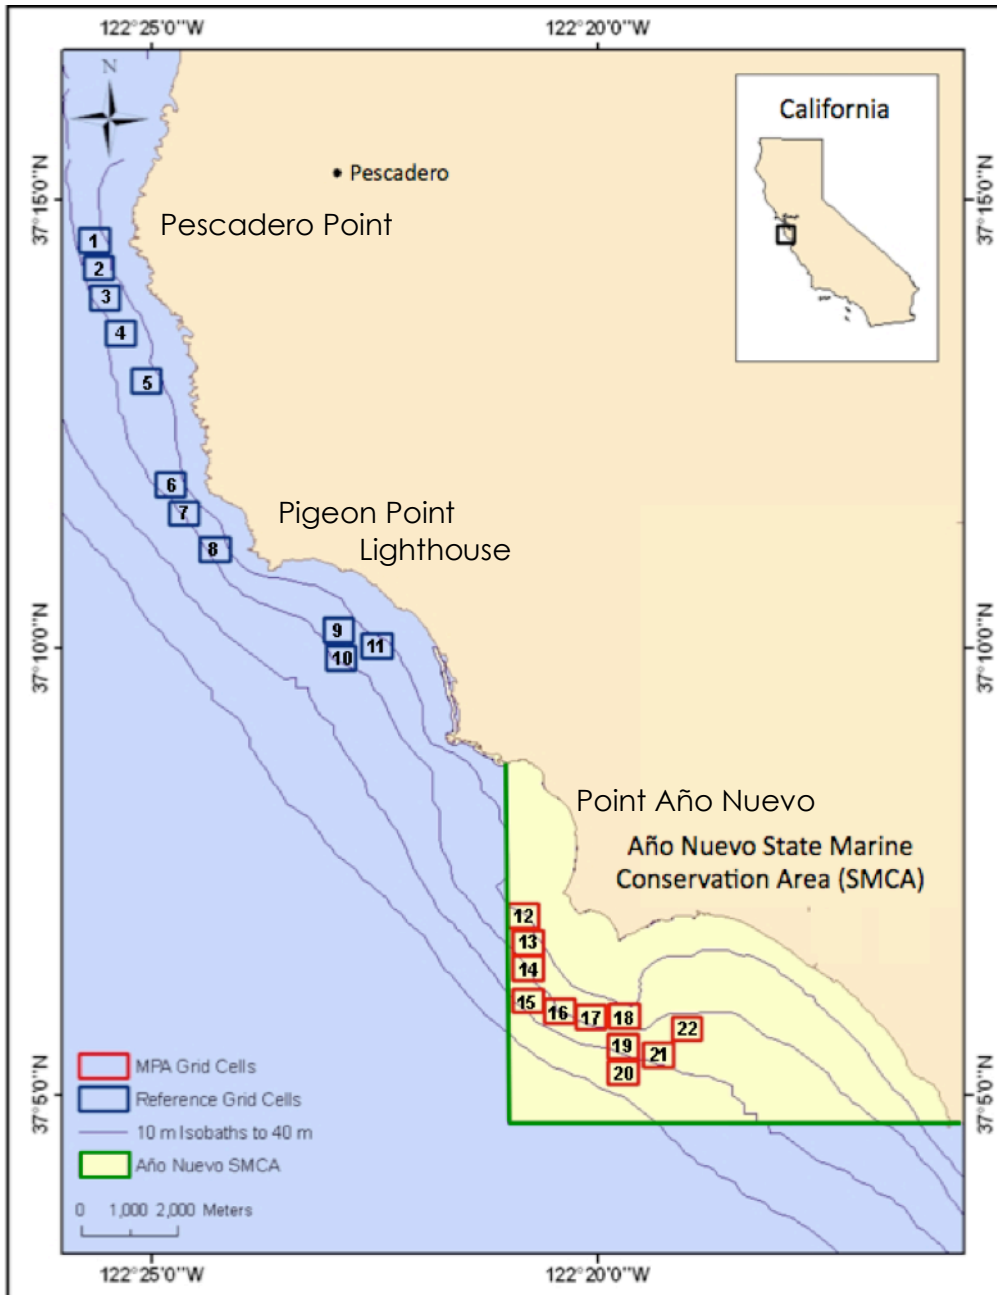 122°25'0"W
122°20'0"W
N
California
Pescadero
37°15'0"N
37°15'0"N
Pescadero Point
1
2
3
4
5
6
7
8
Pigeon Point
Lighthouse
9
10
11
37°10'0"N
37°10'0"N
Point Año Nuevo
Año Nuevo State Marine
Conservation Area (SMCA)
12
13
14
15
16
17
18
19
20
21
22
MPA Grid Cells
Reference Grid Cells
10 m Isobaths to 40 m
Año Nuevo SMCA
0 1,000 2,000 Meters
37°5'0"N
37°5'0"N
122°25'0"W
122°20'0"W